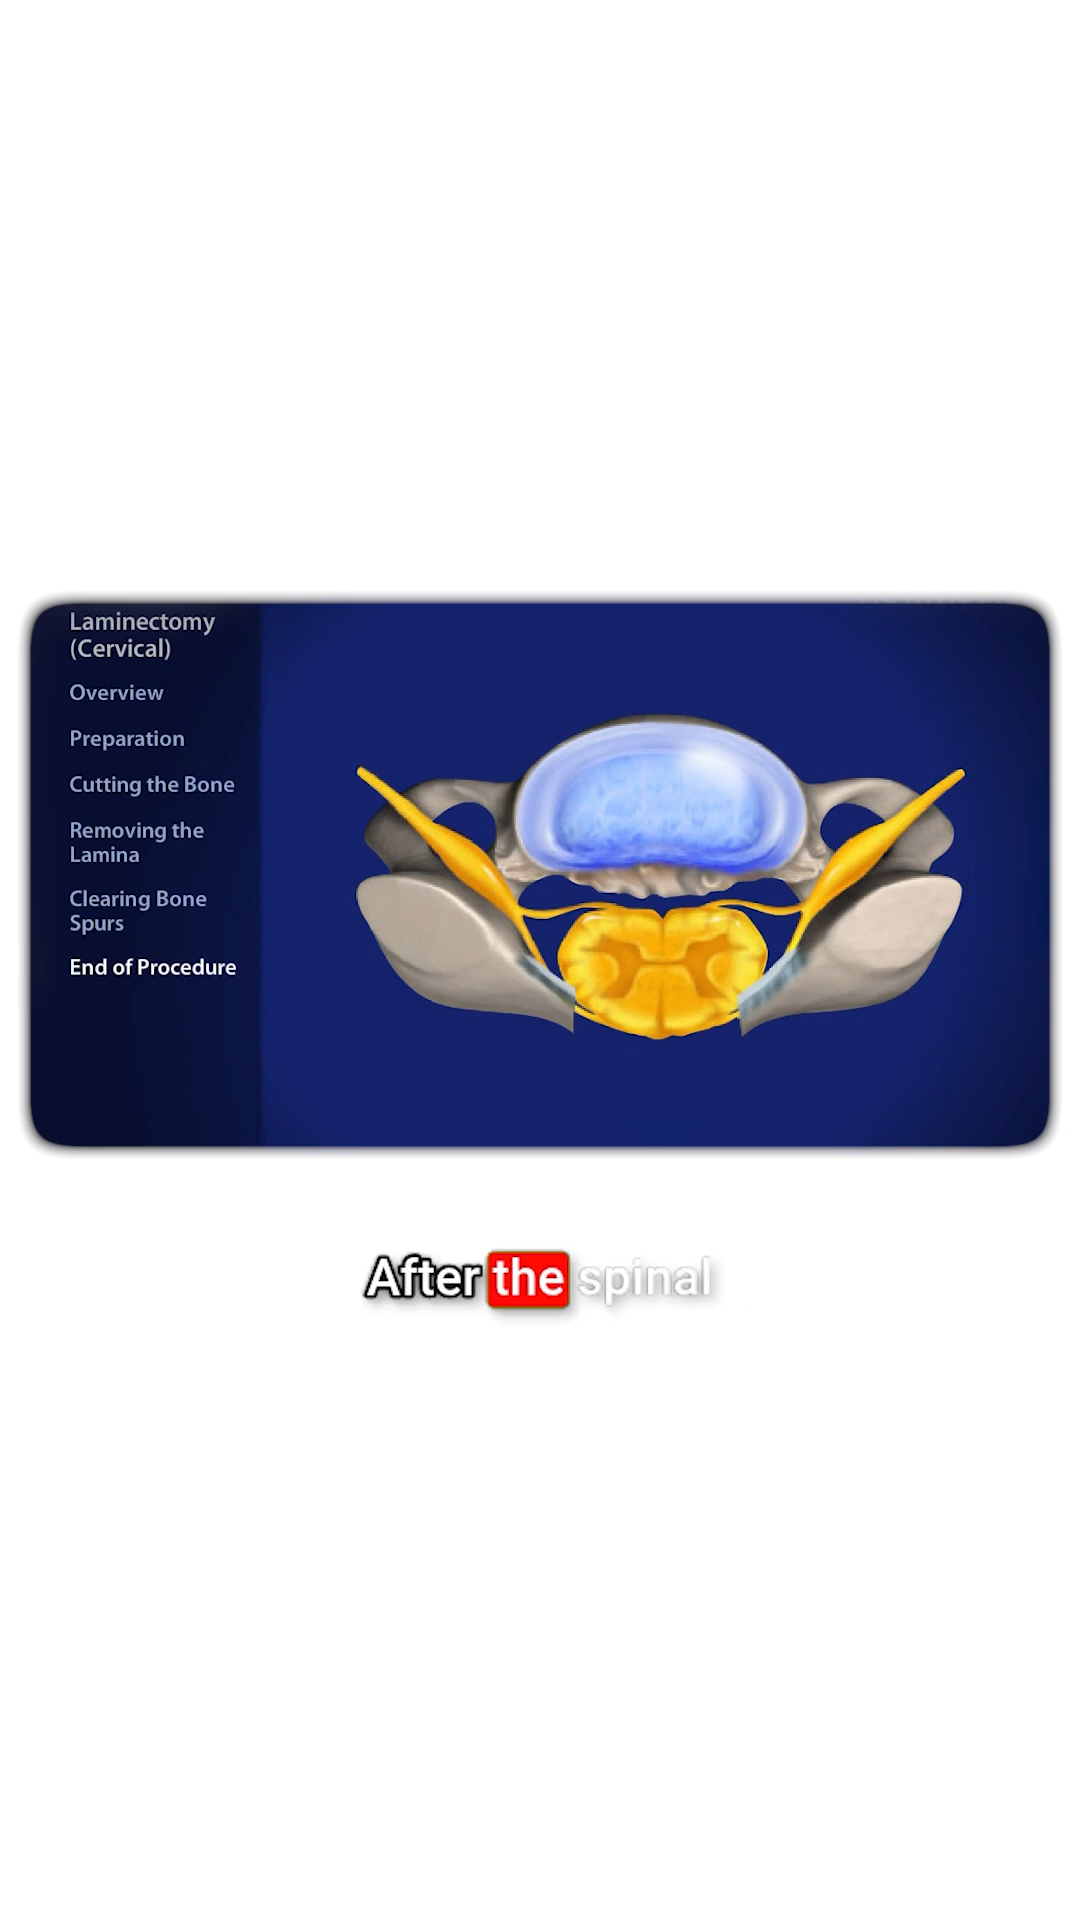 Laminectomy
(Cervical)
Overview
Preparation
Cutting the Bone
Removing the
Lamina
Clearing Bone
Spurs
End of Procedure
After the spinal